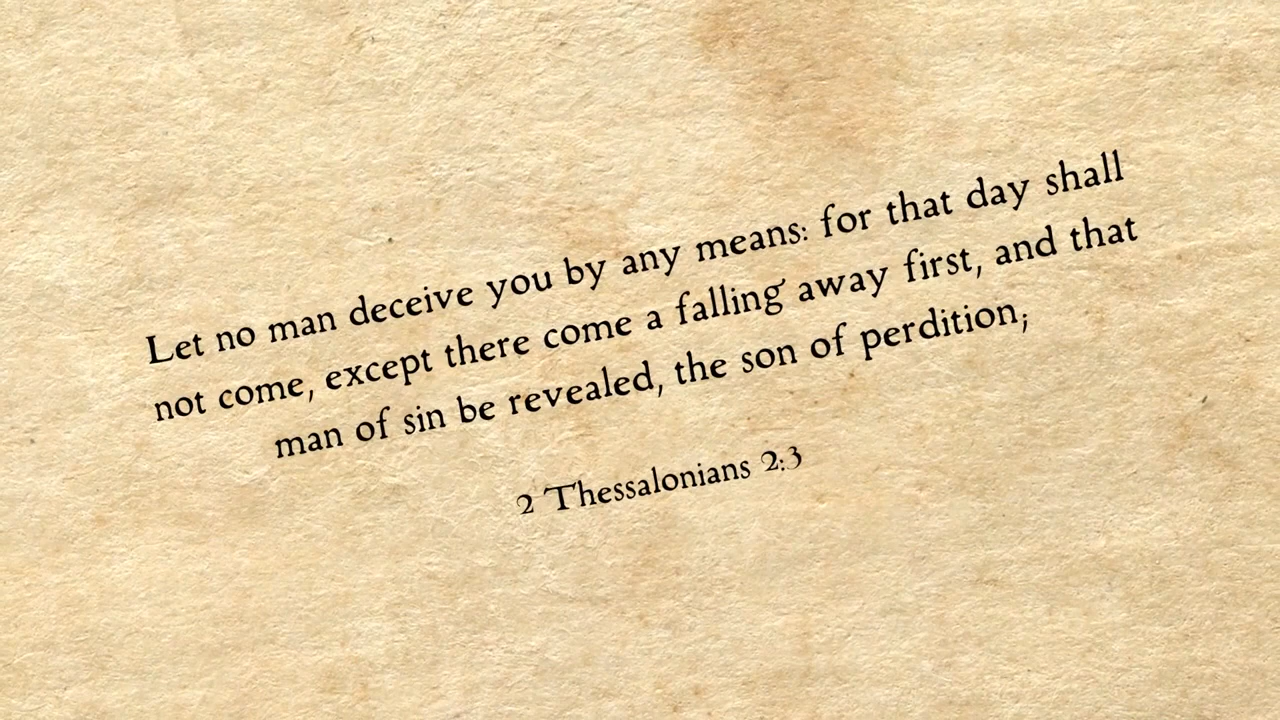 Let no man deceive you by any means: for that day shall
not come, except there come a falling away first, and that
man of sin be revealed, the son of perdition;
2 Thessalonians 2:3